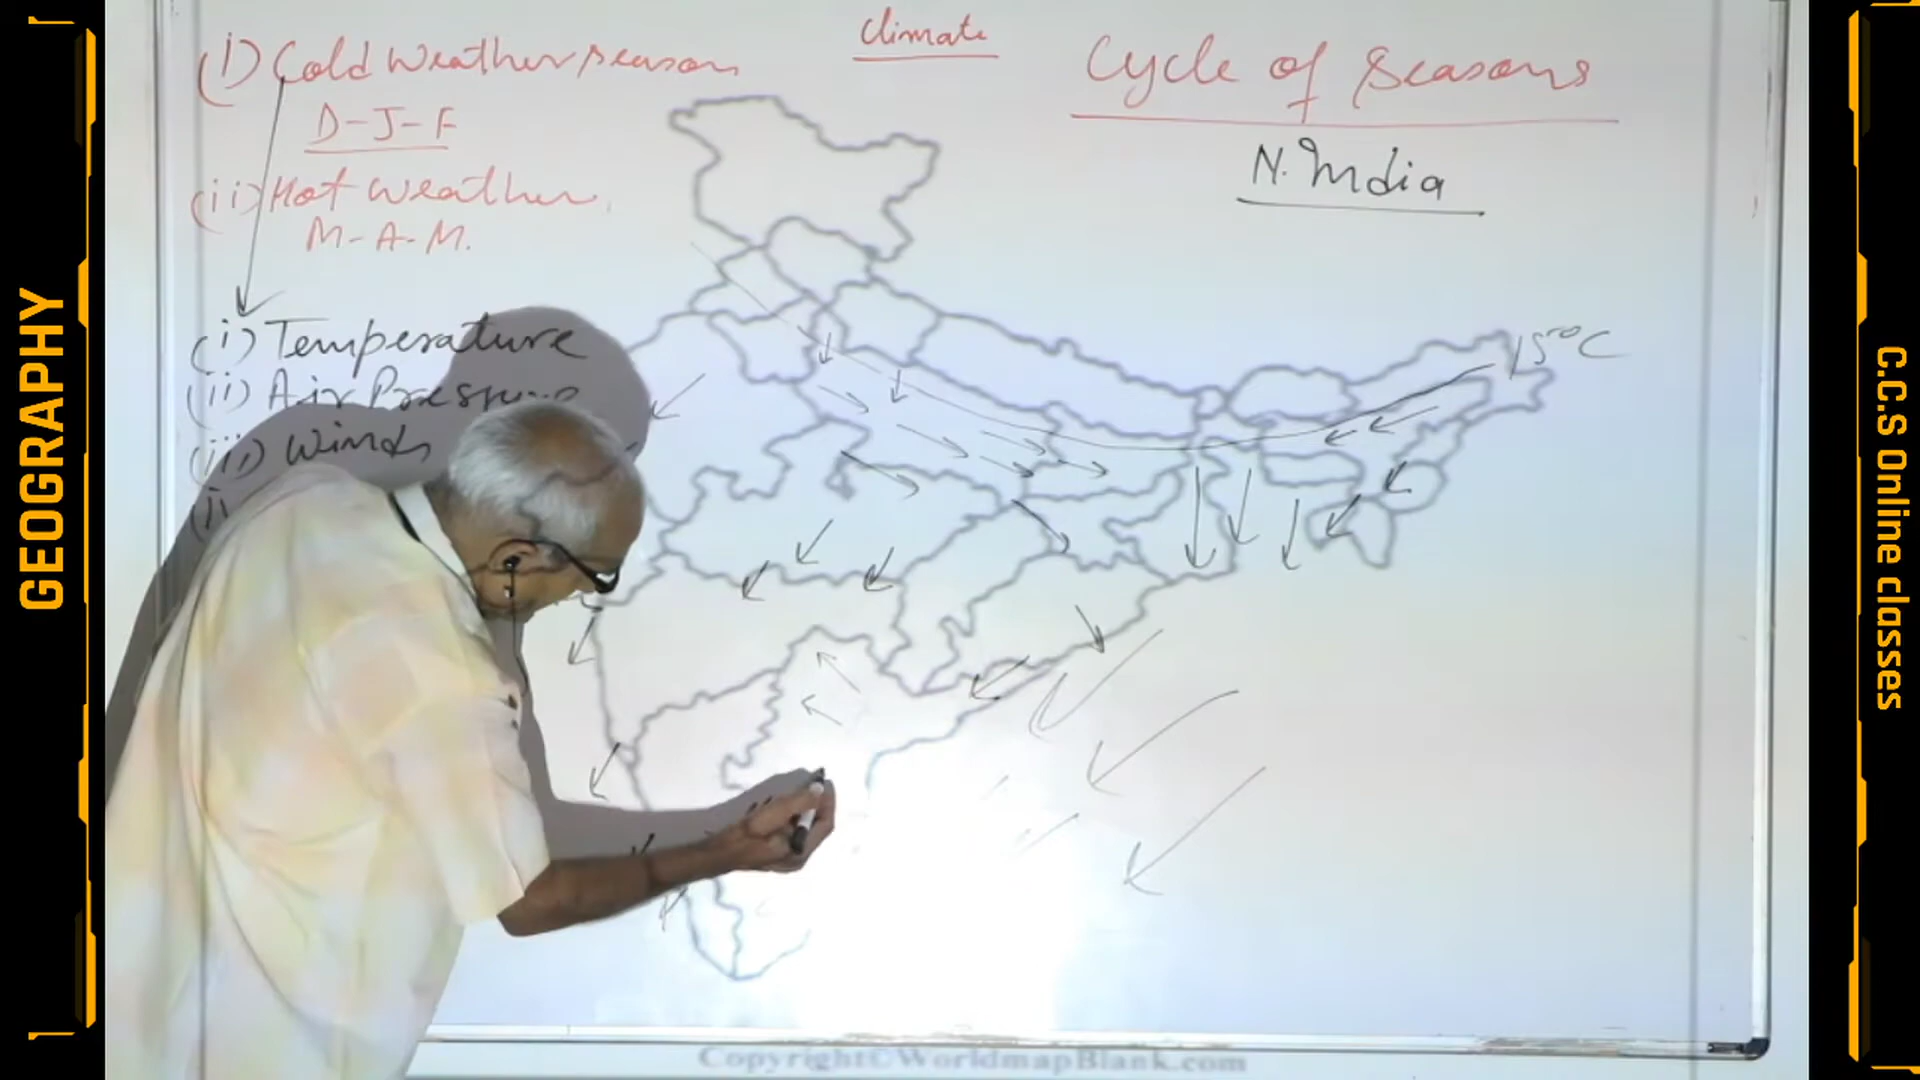 GEOGRAPHY
Climate
Cycle of Seasons
N. India
(i) Cold Weather season
D-J-F
(ii) Hot Weather.
M-A-M.
(i) Temperature
(ii) Air Pressure
(iii) Winds
15°C
C.C.S Online classes
Copyright©WorldmapBlank.com